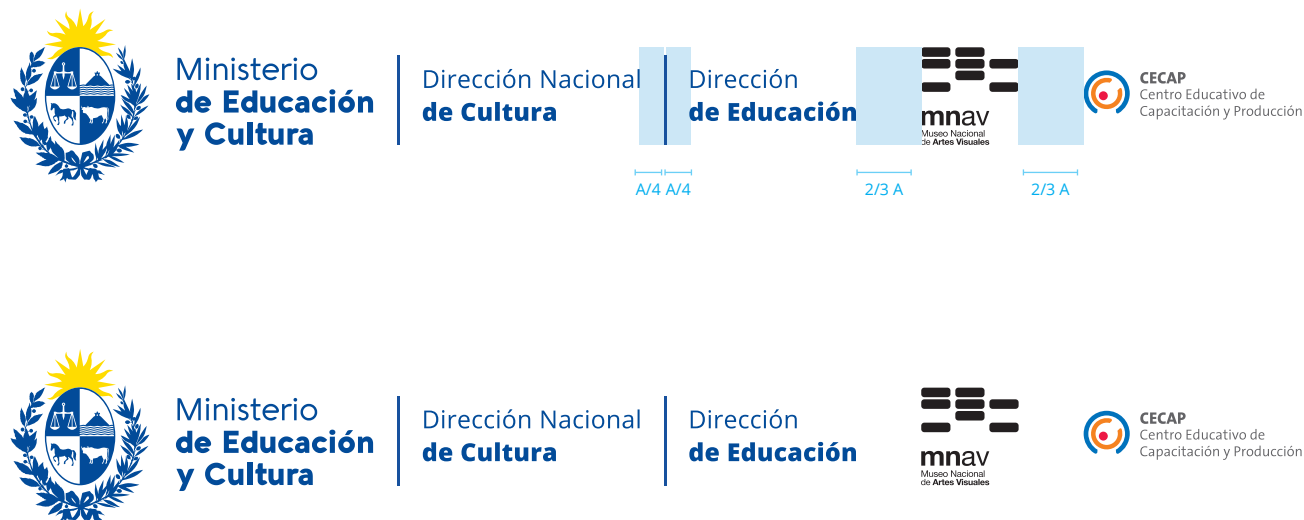 Ministerio
de Educación
y Cultura
Dirección Nacional
de Cultura
Dirección
de Educación
mnav
Museo Nacional
de Artes Visuales
CECAP
Centro Educativo de
Capacitación y Producción
A/4 A/4
2/3 A
2/3 A
Ministerio
de Educación
y Cultura
Dirección Nacional
de Cultura
Dirección
de Educación
mnav
Museo Nacional
de Artes Visuales
CECAP
Centro Educativo de
Capacitación y Producción